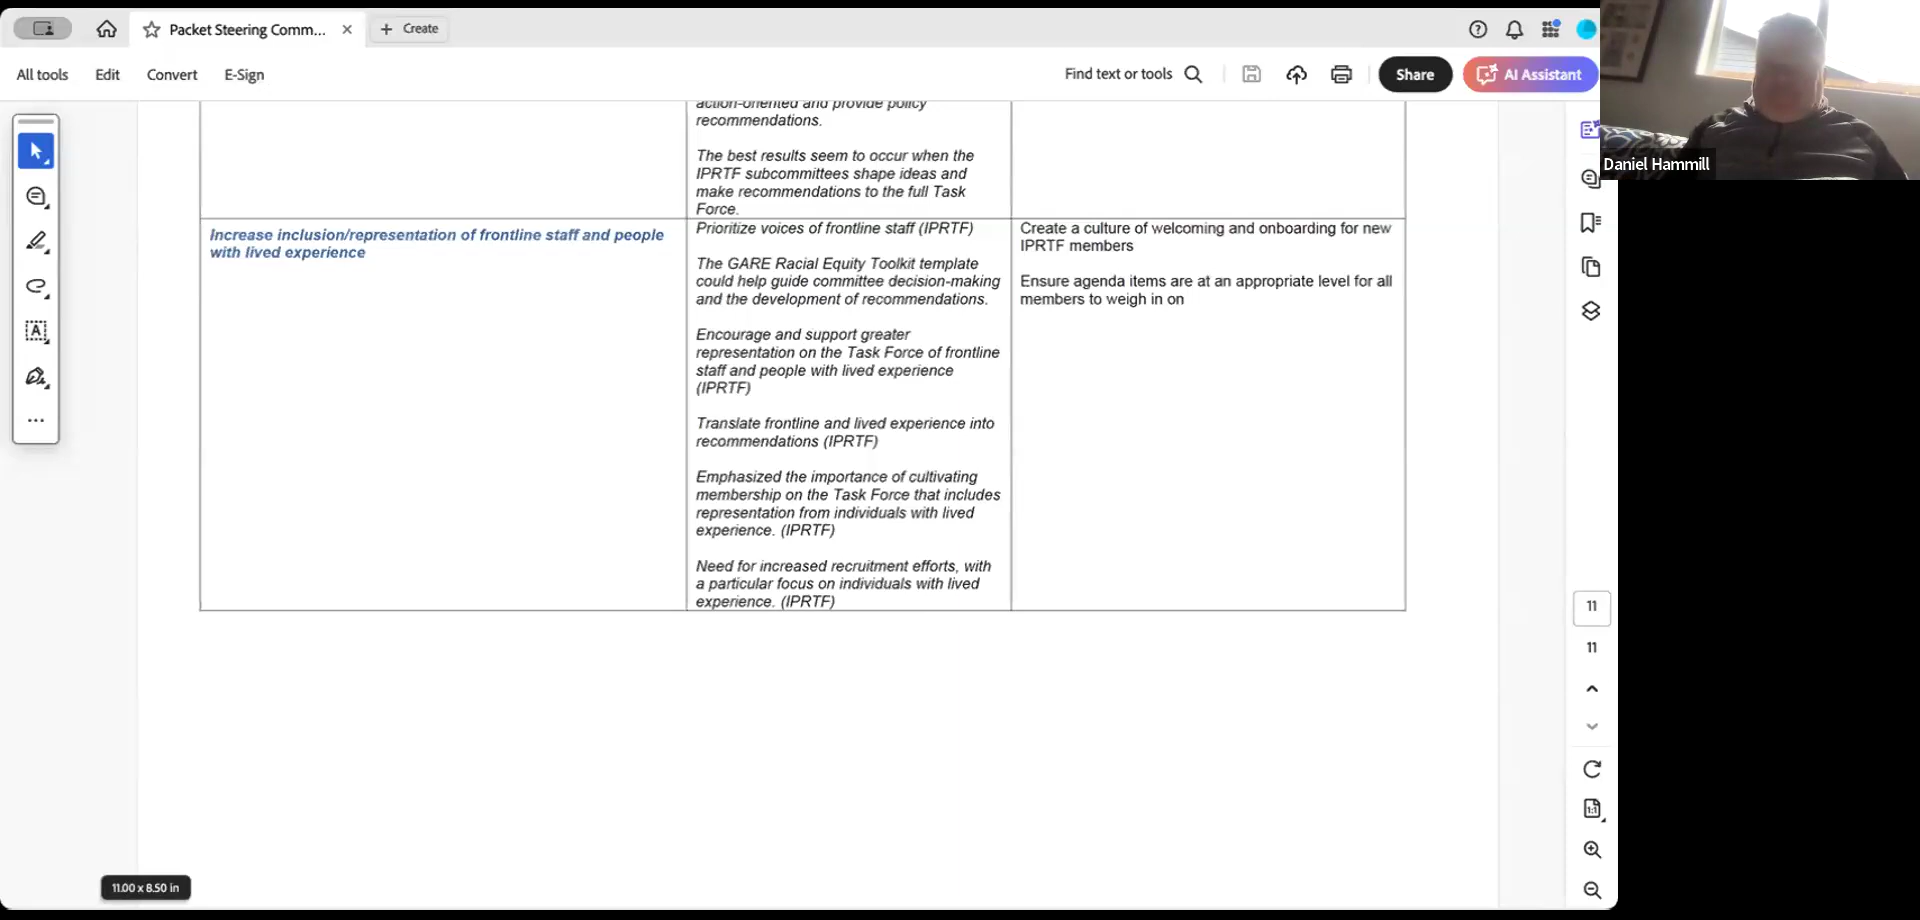 Packet Steering Comm...
Create
All tools
Edit
Convert
E-Sign
Find text or tools
Share
AI Assistant
Daniel Hammill
action-oriented and provide policy
recommendations.
The best results seem to occur when the
IPRTF subcommittees shape ideas and
make recommendations to the full Task
Force.
Increase inclusion/representation of frontline staff and people
with lived experience
Prioritize voices of frontline staff (IPRTF)
The GARE Racial Equity Toolkit template
could help guide committee decision-making
and the development of recommendations.
Encourage and support greater
representation on the Task Force of frontline
staff and people with lived experience
(IPRTF)
Translate frontline and lived experience into
recommendations (IPRTF)
Emphasized the importance of cultivating
membership on the Task Force that includes
representation from individuals with lived
experience. (IPRTF)
Need for increased recruitment efforts, with
a particular focus on individuals with lived
experience. (IPRTF)
Create a culture of welcoming and onboarding for new
IPRTF members
Ensure agenda items are at an appropriate level for all
members to weigh in on
11
11
11.00 x 8.50 in